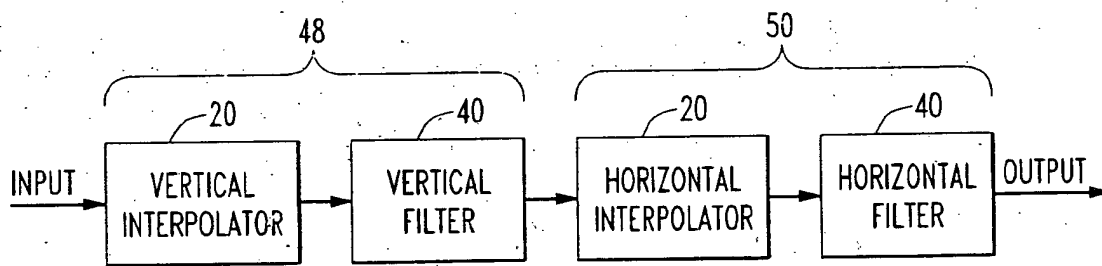 48
50
20
40
20
40
INPUT
VERTICAL
INTERPOLATOR
VERTICAL
FILTER
HORIZONTAL
INTERPOLATOR
HORIZONTAL
FILTER
OUTPUT